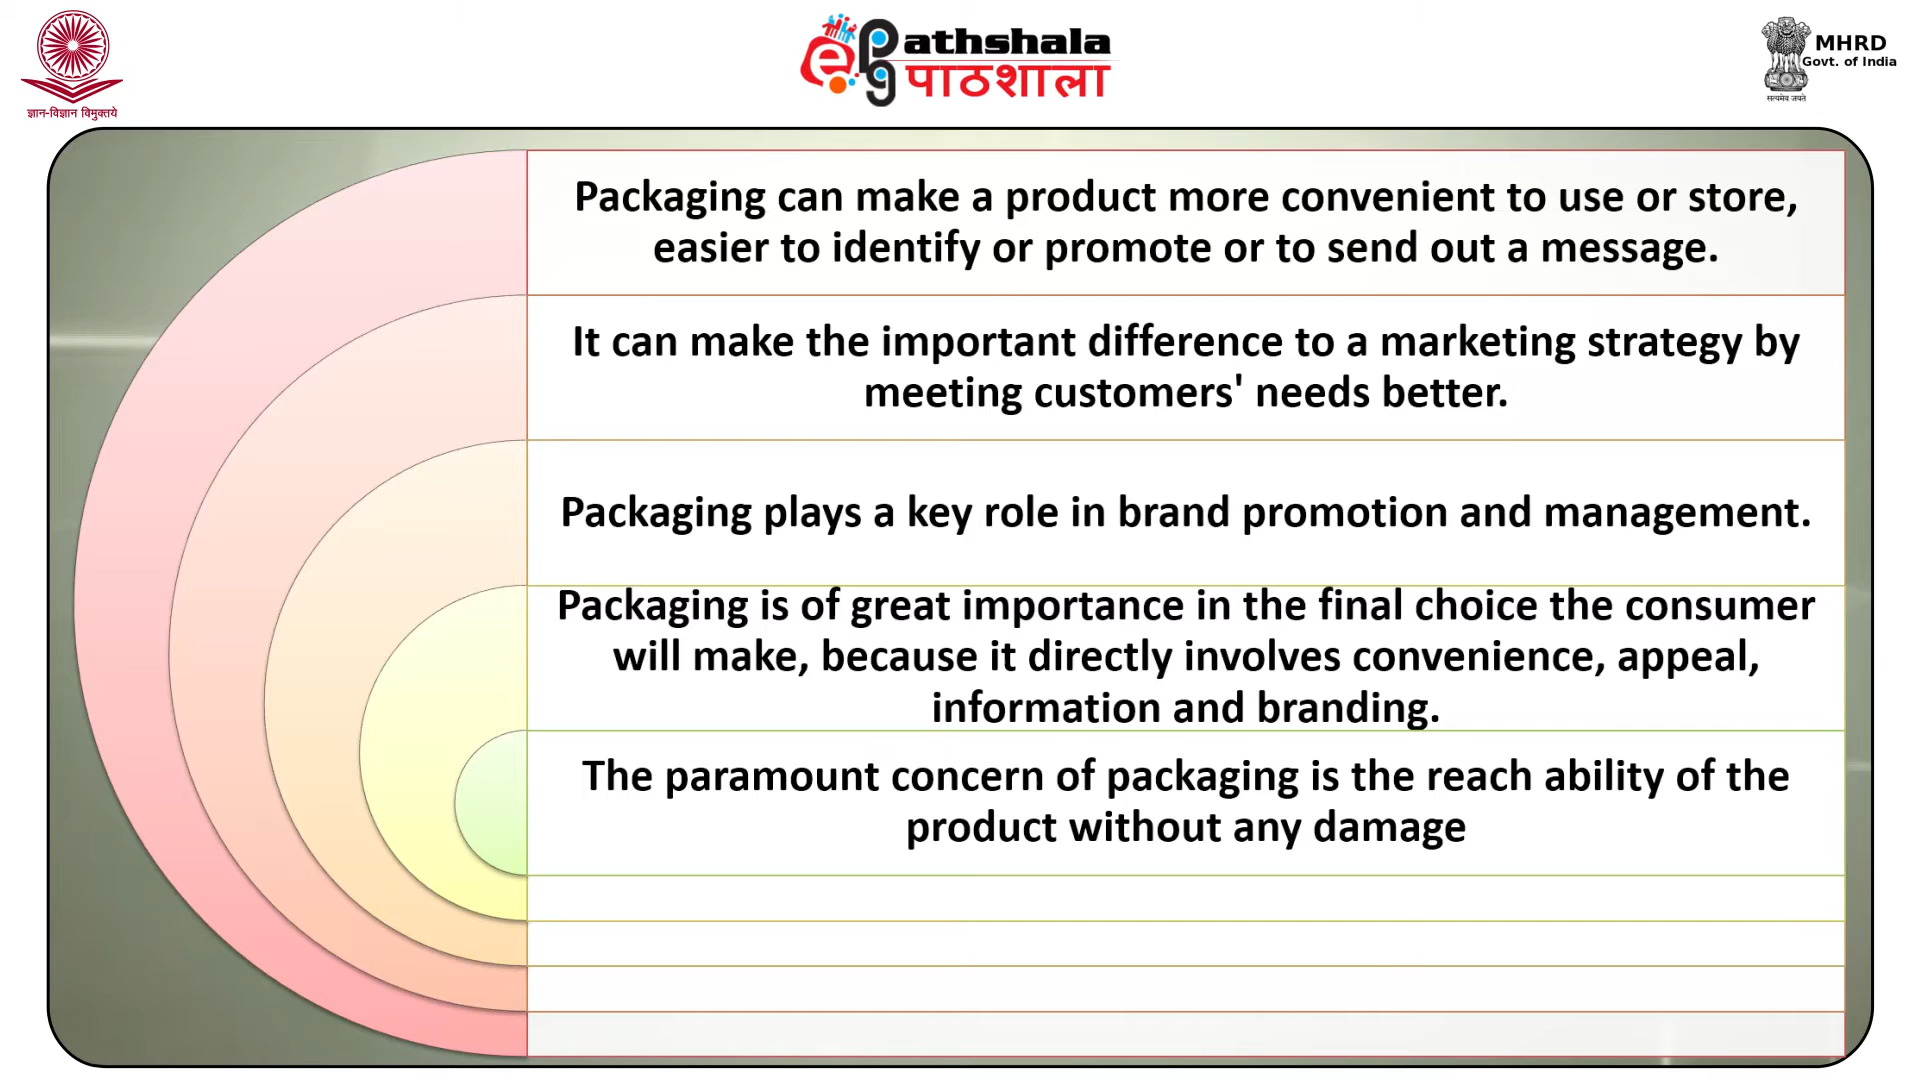 ज्ञान-विज्ञान विमुक्तये
ePg athshala
पाठशाला
सत्यमेव जयते
MHRD
Govt. of India
Packaging can make a product more convenient to use or store,
easier to identify or promote or to send out a message.
It can make the important difference to a marketing strategy by
meeting customers' needs better.
Packaging plays a key role in brand promotion and management.
Packaging is of great importance in the final choice the consumer
will make, because it directly involves convenience, appeal,
information and branding.
The paramount concern of packaging is the reach ability of the
product without any damage